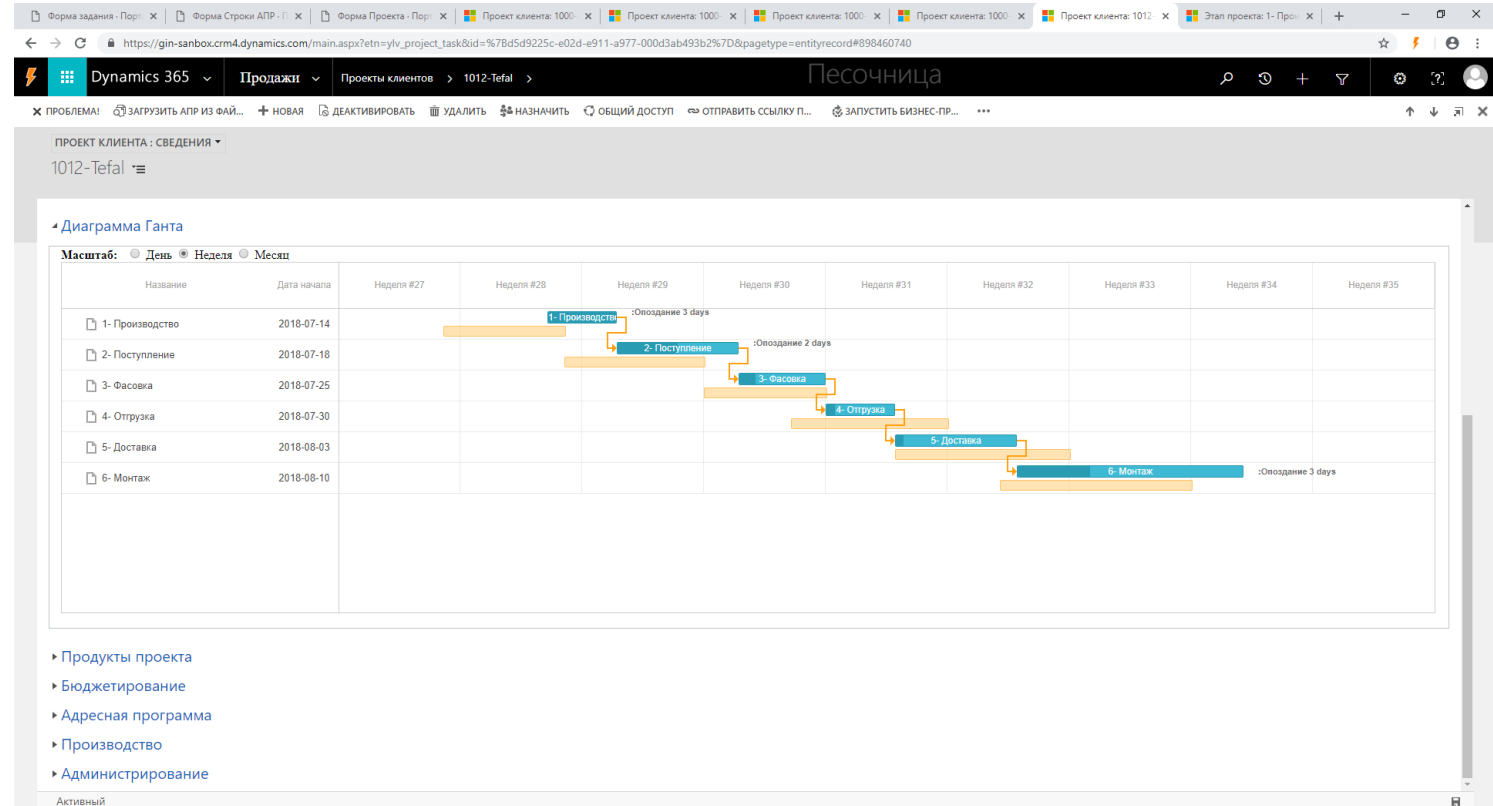 Форма задания - Порт
Форма Строки АПР - П
Форма Проекта - Порт
Проект клиента: 1000-
Проект клиента: 1000-
Проект клиента: 1000-
Проект клиента: 1000-
Проект клиента: 1012-
Этап проекта: 1- Прои
https://gin-sanbox.crm4.dynamics.com/main.aspx?etn=ylv_project_task&id=%7Bd5d9225c-e02d-e911-a977-000d3ab493b2%7D&pagetype=entityrecord#898460740
Dynamics 365 Продажи Проекты клиентов > 1012-Tefal > Песочница
ПРОБЛЕМА! ЗАГРУЗИТЬ АПР ИЗ ФАЙ... НОВАЯ ДЕАКТИВИРОВАТЬ УДАЛИТЬ НАЗНАЧИТЬ ОБЩИЙ ДОСТУП ОТПРАВИТЬ ССЫЛКУ П... ЗАПУСТИТЬ БИЗНЕС-ПР... •••
ПРОЕКТ КЛИЕНТА : СВЕДЕНИЯ
1012-Tefal
Диаграмма Ганта
Масштаб: День Неделя Месяц
Название Дата начала Неделя #27 Неделя #28 Неделя #29 Неделя #30 Неделя #31 Неделя #32 Неделя #33 Неделя #34 Неделя #35
1- Производство 2018-07-14 1- Производство :Опоздание 3 days
2- Поступление 2018-07-18 2- Поступление :Опоздание 2 days
3- Фасовка 2018-07-25 3- Фасовка
4- Отгрузка 2018-07-30 4- Отгрузка
5- Доставка 2018-08-03 5- Доставка
6- Монтаж 2018-08-10 6- Монтаж :Опоздание 3 days
Продукты проекта
Бюджетирование
Адресная программа
Производство
Администрирование
Активный